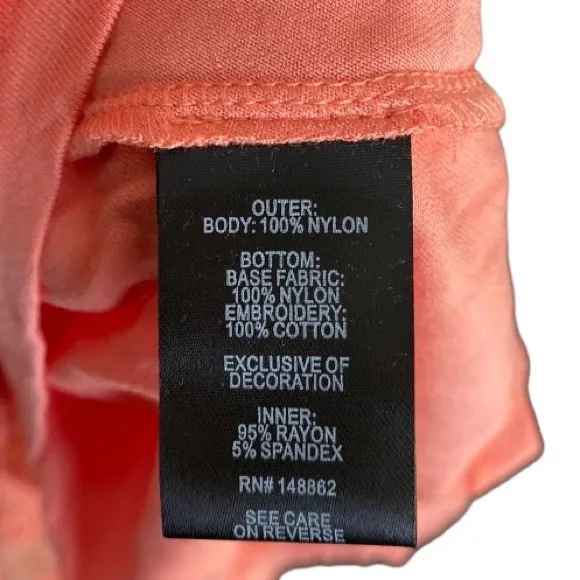 OUTER:
BODY: 100% NYLON
BOTTOM:
BASE FABRIC:
100% NYLON
EMBROIDERY:
100% COTTON
EXCLUSIVE OF
DECORATION
INNER:
95% RAYON
5% SPANDEX
RN# 148862
SEE CARE
ON REVERSE